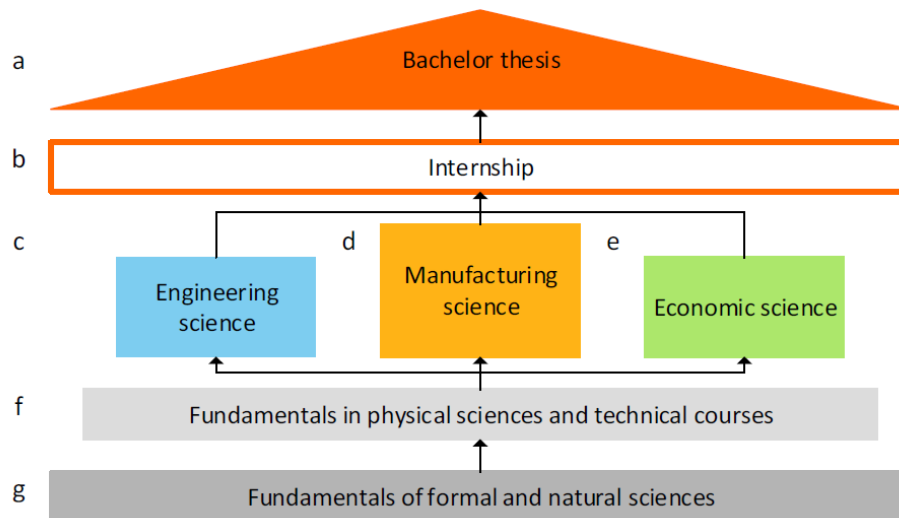 a
Bachelor thesis
b
Internship
c
d
e
Engineering
science
Manufacturing
science
Economic science
f
Fundamentals in physical sciences and technical courses
g
Fundamentals of formal and natural sciences